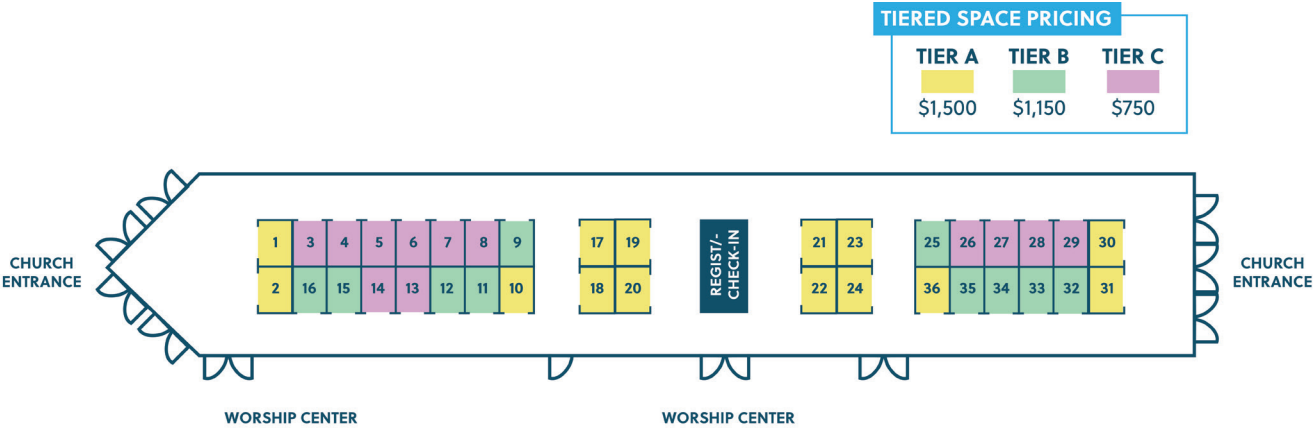 TIERED SPACE PRICING
TIER A TIER B TIER C
$1,500 $1,150 $750
1 3 4 5 6 7 8 9 17 19 21 23 25 26 27 28 29 30
2 16 15 14 13 12 11 10 18 20 22 24 36 35 34 33 32 31
REGIST/-
CHECK-IN
CHURCH
ENTRANCE
CHURCH
ENTRANCE
WORSHIP CENTER
WORSHIP CENTER